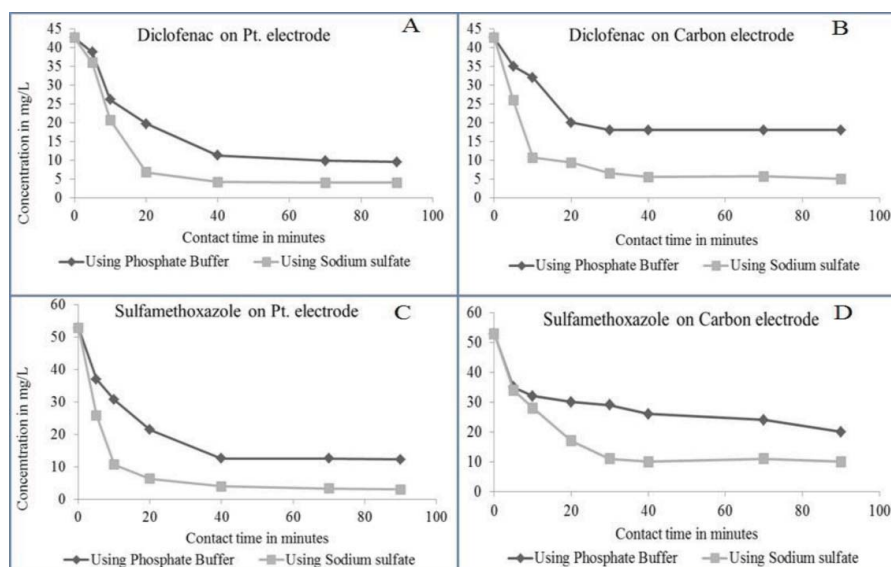 Diclofenac on Pt. electrode
A
Concentration in mg/L
45
40
35
30
25
20
15
10
5
0
0 20 40 60 80 100
Contact time in minutes
Using Phosphate Buffer Using Sodium sulfate
Diclofenac on Carbon electrode
B
45
40
35
30
25
20
15
10
5
0
0 20 40 60 80 100
Contact time in minutes
Using Phosphate Buffer Using Sodium sulfate
Sulfamethoxazole on Pt. electrode
C
Concentration in mg/L
60
50
40
30
20
10
0
0 20 40 60 80 100
Contact time in minutes
Using Phosphate Buffer Using Sodium sulfate
Sulfamethoxazole on Carbon electrode
D
60
50
40
30
20
10
0
0 20 40 60 80 100
Contact time in minutes
Using Phosphate Buffer Using Sodium sulfate